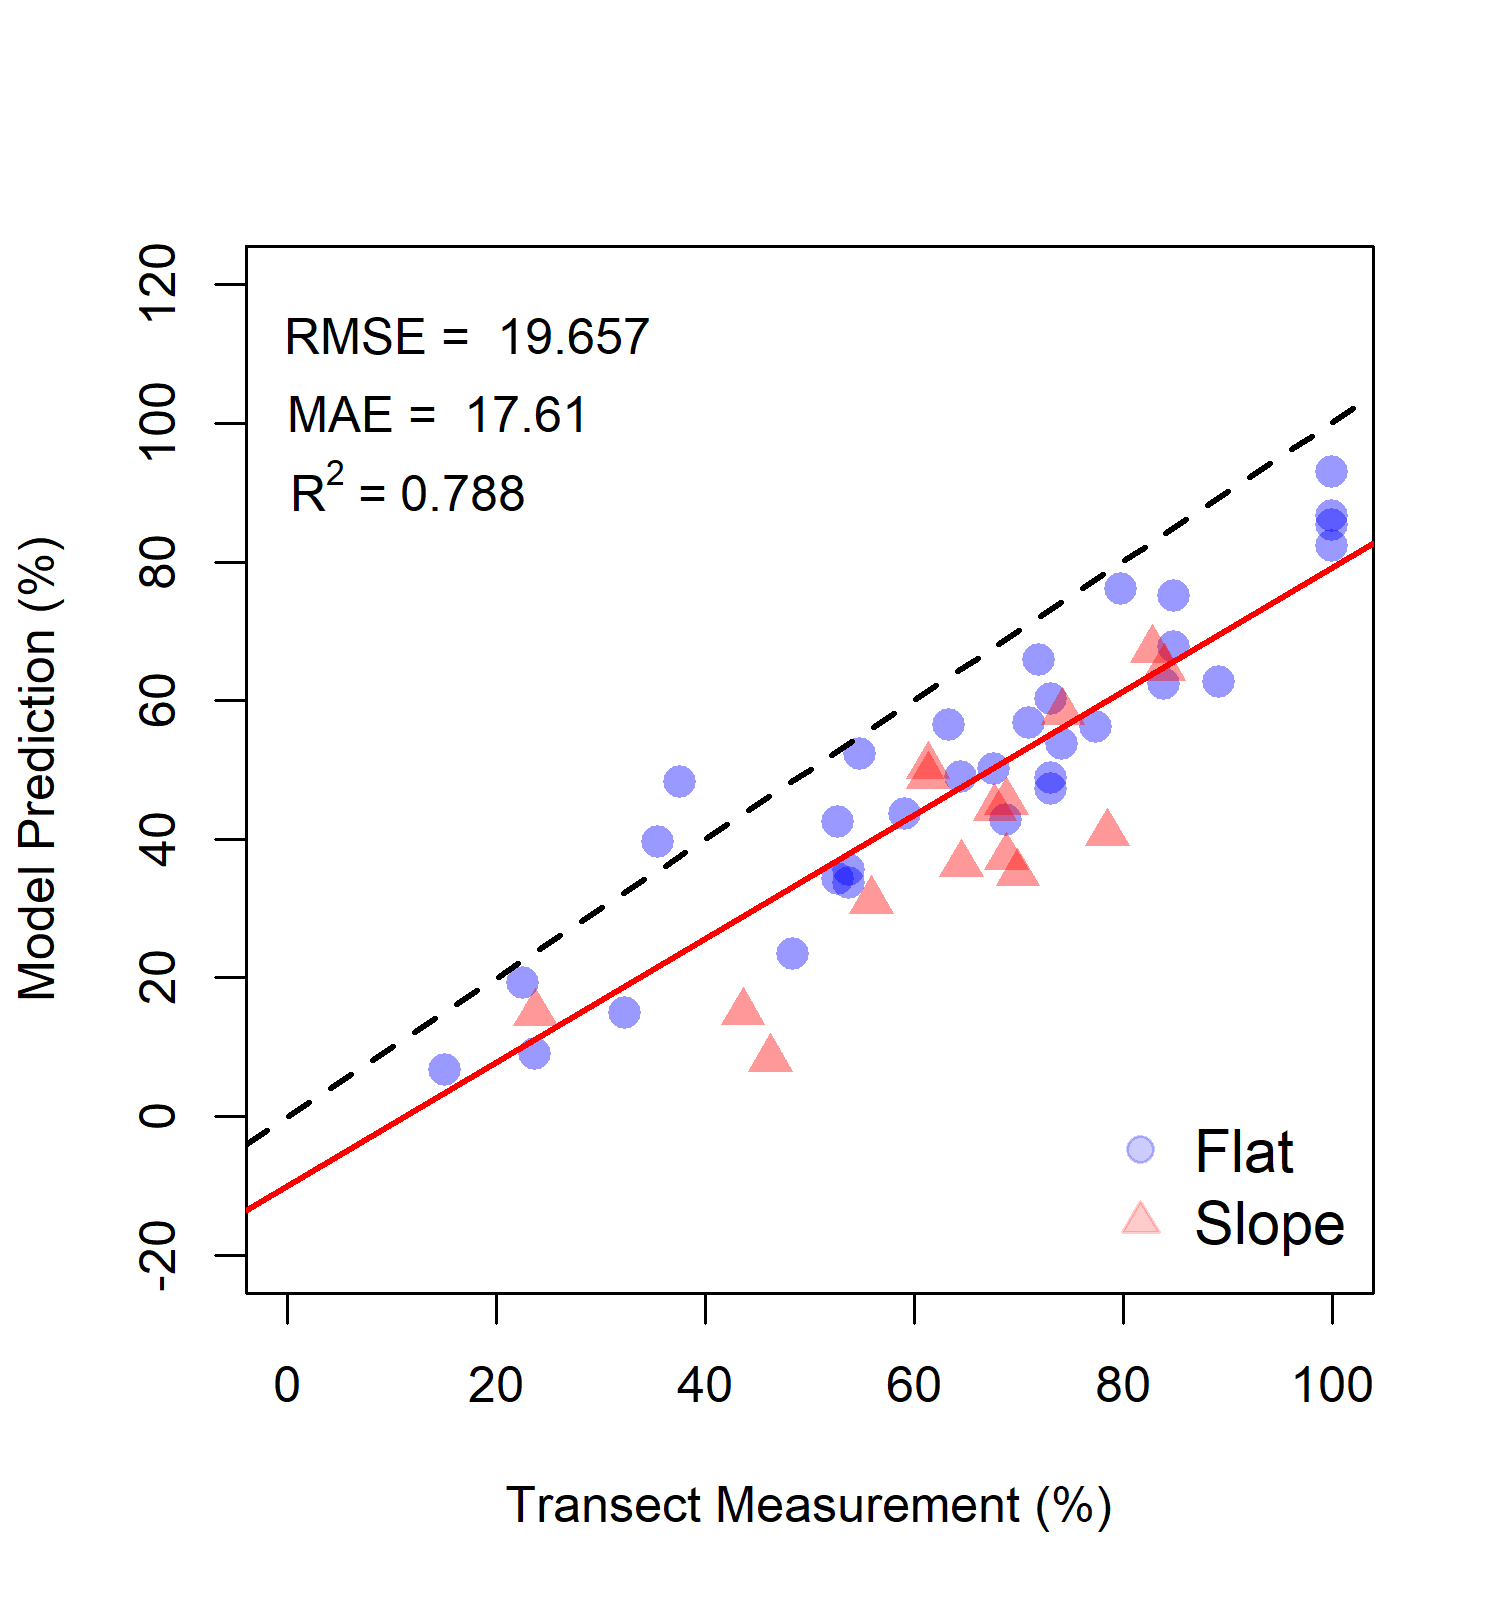 RMSE = 19.657
MAE = 17.61
R² = 0.788
Model Prediction (%)
120
100
80
60
40
20
0
-20
Flat
Slope
0 20 40 60 80 100
Transect Measurement (%)